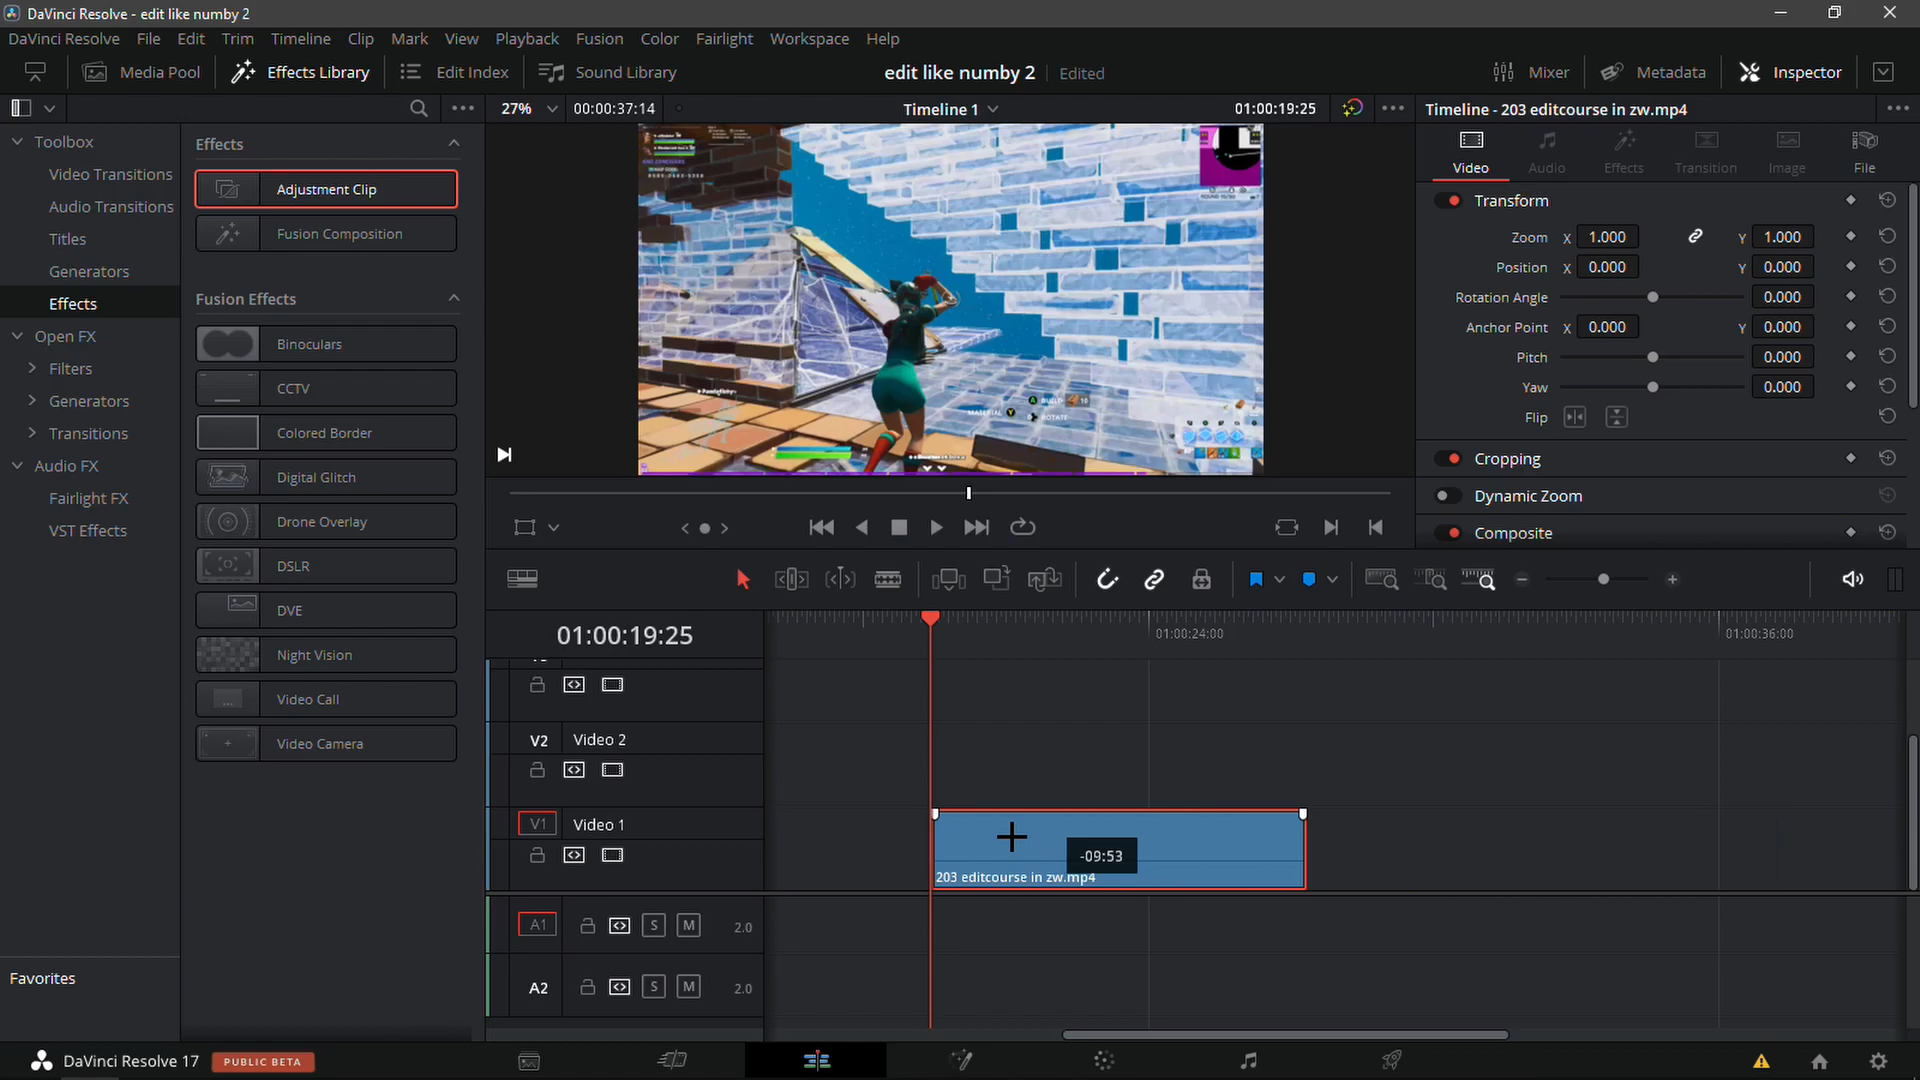 DaVinci Resolve - edit like numby 2
DaVinci Resolve File Edit Trim Timeline Clip Mark View Playback Fusion Color Fairlight Workspace Help
Media Pool Effects Library Edit Index Sound Library edit like numby 2 Edited Mixer Metadata Inspector
27% 00:00:37:14 Timeline 1 01:00:19:25 Timeline - 203 editcourse in zw.mp4
Toolbox
Video Transitions
Audio Transitions
Titles
Generators
Effects
Open FX
Filters
Generators
Transitions
Audio FX
Fairlight FX
VST Effects
Favorites
Effects
Adjustment Clip
Fusion Composition
Fusion Effects
Binoculars
CCTV
Colored Border
Digital Glitch
Drone Overlay
DSLR
DVE
Night Vision
Video Call
Video Camera
MATERIAL Y
A BUILD 10
ROTATE
Video Audio Effects Transition Image File
Transform
Zoom X 1.000 Y 1.000
Position X 0.000 Y 0.000
Rotation Angle 0.000
Anchor Point X 0.000 Y 0.000
Pitch 0.000
Yaw 0.000
Flip
Cropping
Dynamic Zoom
Composite
01:00:19:25 01:00:24:00 01:00:36:00
V2 Video 2
V1 Video 1
-09:53
203 editcourse in zw.mp4
A1 S M 2.0
A2 S M 2.0
DaVinci Resolve 17 PUBLIC BETA